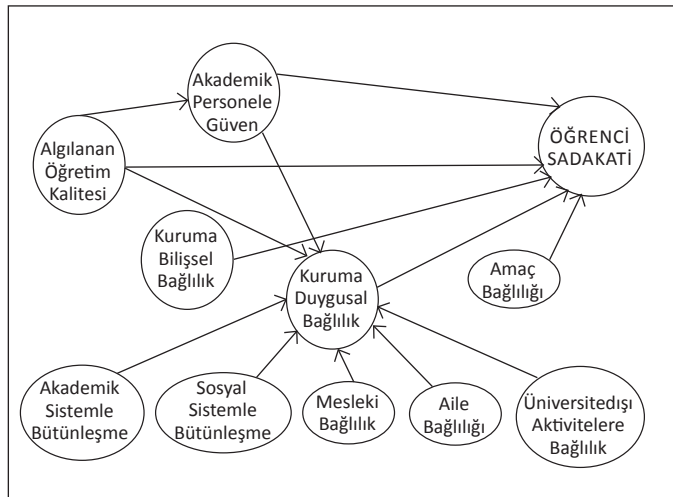 Akademik
Personele
Güven
ÖĞRENCİ
SADAKATİ
Algılanan
Öğretim
Kalitesi
Kuruma
Bilişsel
Bağlılık
Kuruma
Duygusal
Bağlılık
Amaç
Bağlılığı
Akademik
Sistemle
Bütünleşme
Sosyal
Sistemle
Bütünleşme
Mesleki
Bağlılık
Aile
Bağlılığı
Üniversitedışı
Aktivitelere
Bağlılık